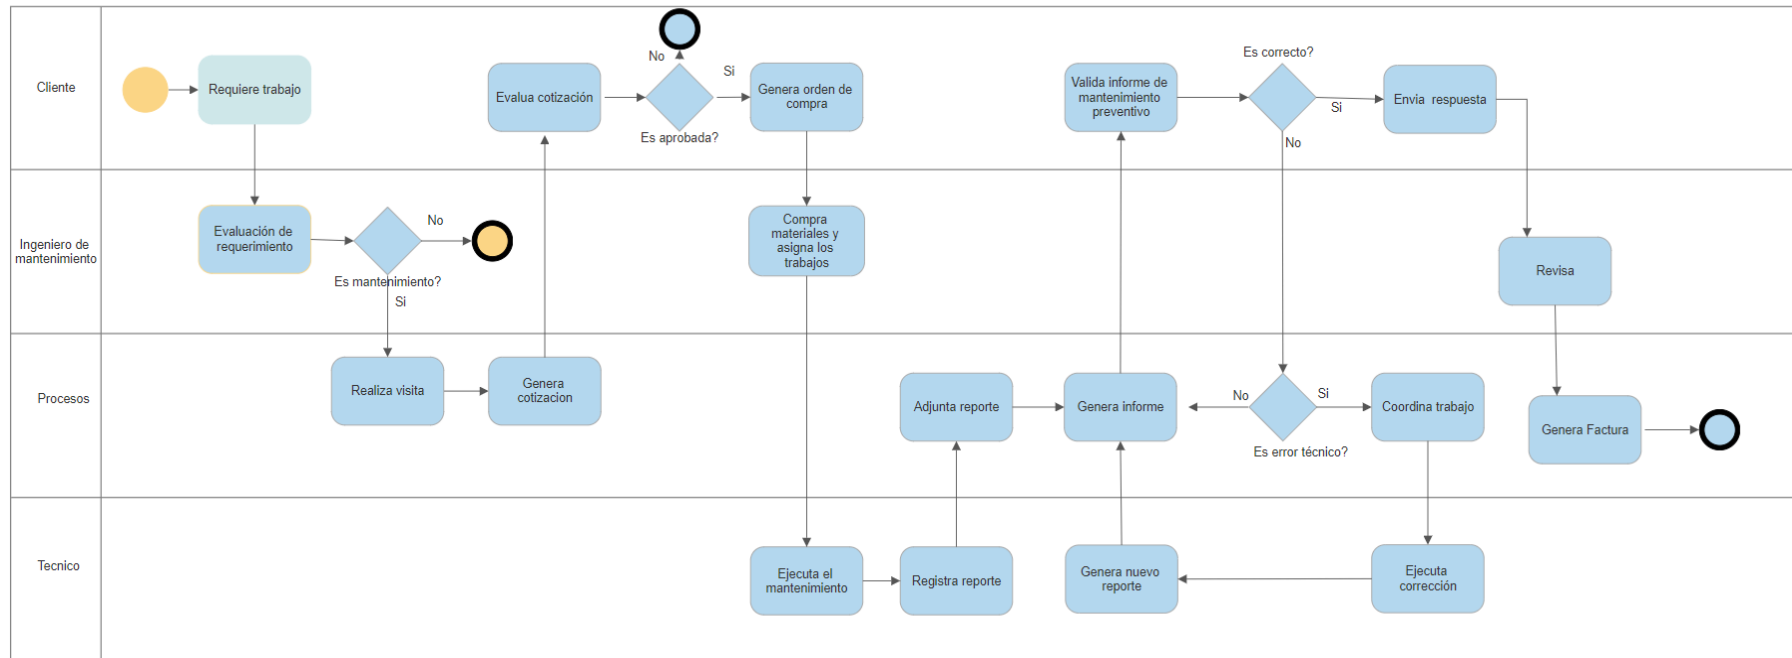 Cliente
Requiere trabajo
Evalua cotización
No
Si
Es aprobada?
Genera orden de
compra
Valida informe de
mantenimiento
preventivo
Es correcto?
Si
No
Envia respuesta
Ingeniero de
mantenimiento
Evaluación de
requerimiento
No
Es mantenimiento?
Si
Compra
materiales y
asigna los
trabajos
Revisa
Procesos
Realiza visita
Genera
cotizacion
Adjunta reporte
Genera informe
No
Si
Es error técnico?
Coordina trabajo
Genera Factura
Tecnico
Ejecuta el
mantenimiento
Registra reporte
Genera nuevo
reporte
Ejecuta
corrección